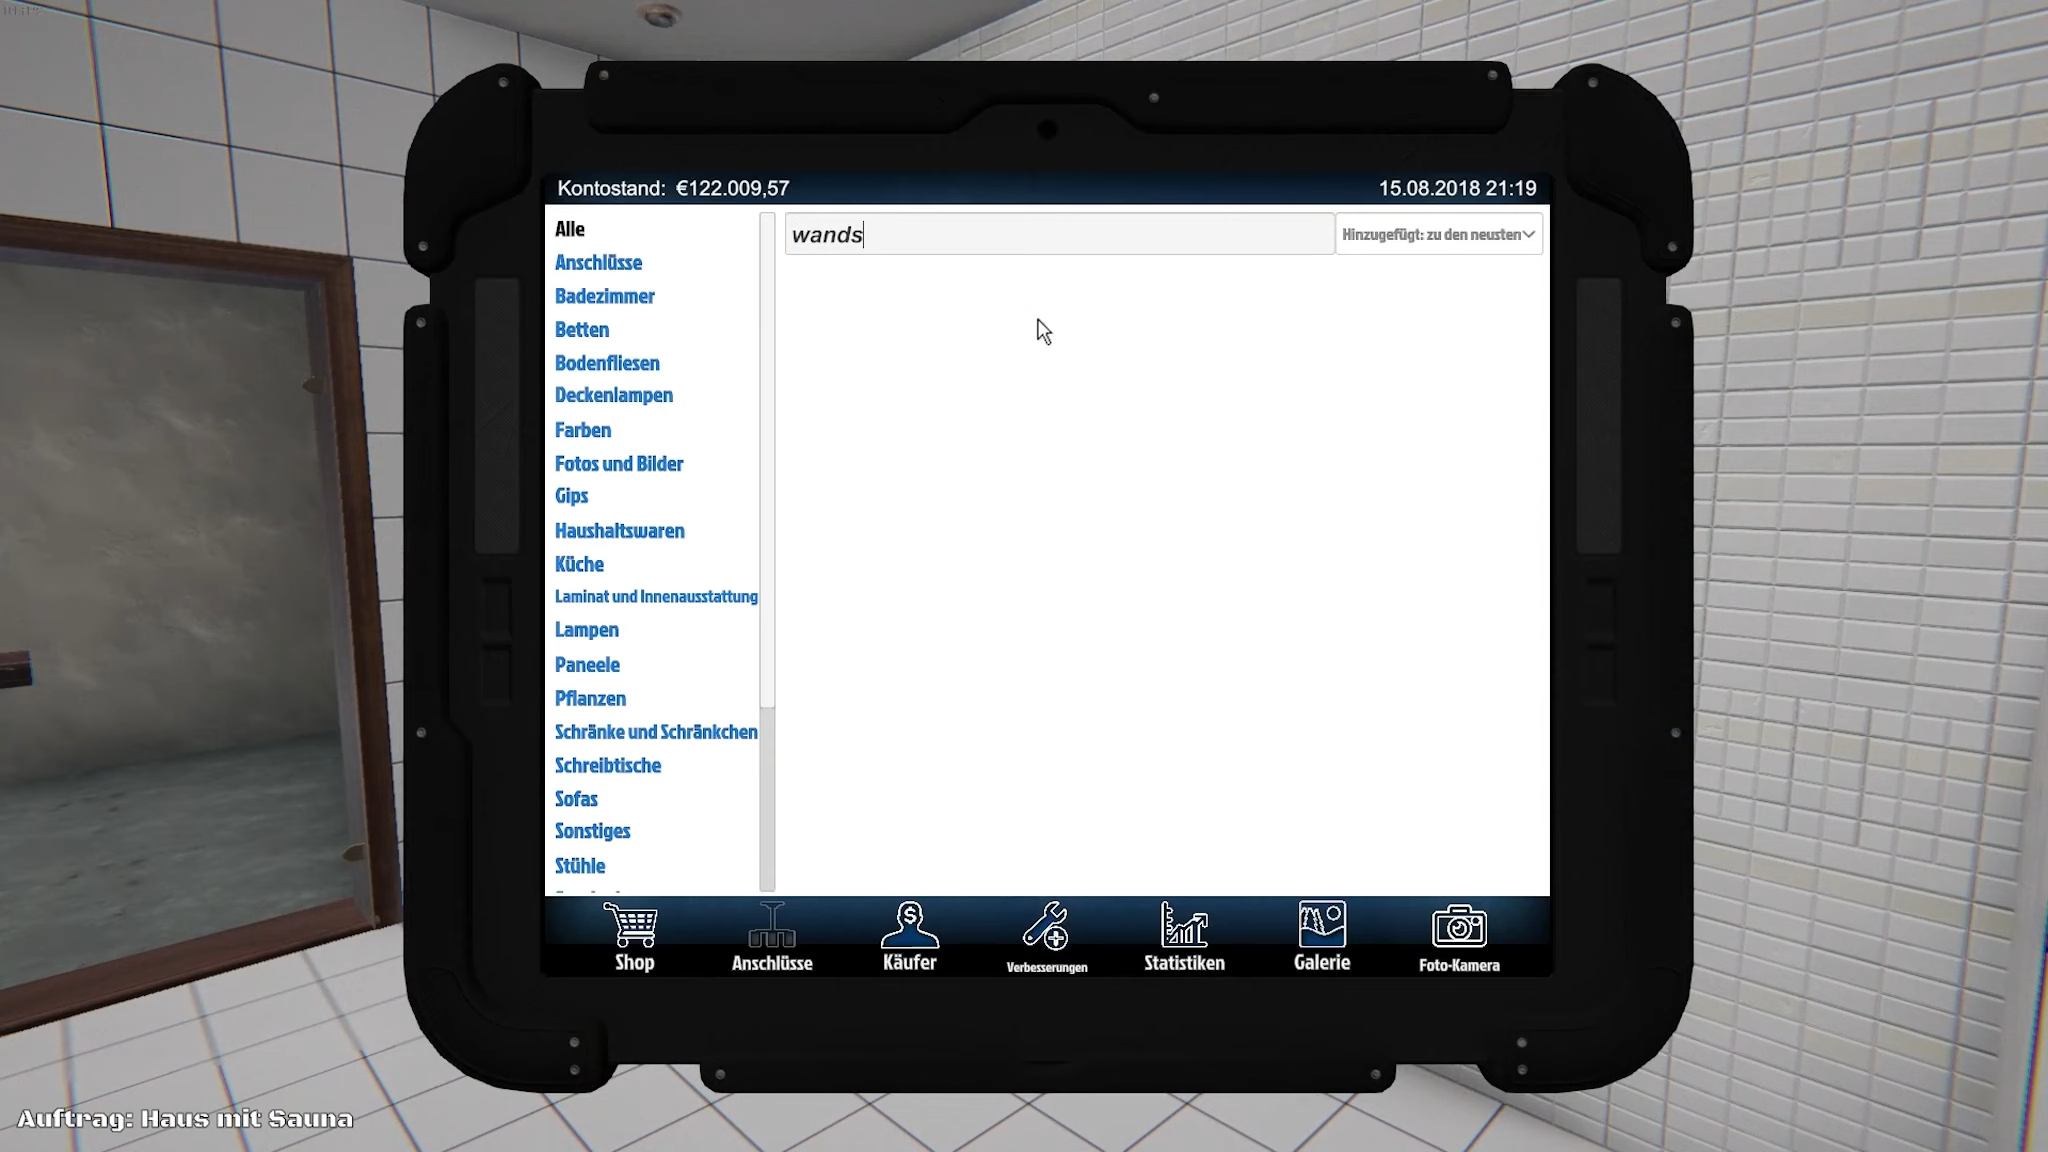 Kontostand: €122.009,57
15.08.2018 21:19
Alle
Anschlüsse
Badezimmer
Betten
Bodenfliesen
Deckenlampen
Farben
Fotos und Bilder
Gips
Haushaltswaren
Küche
Laminat und Innenausstattung
Lampen
Paneele
Pflanzen
Schränke und Schränkchen
Schreibtische
Sofas
Sonstiges
Stühle
wands
Hinzugefügt: zu den neusten
Shop
Anschlüsse
Käufer
Verbesserungen
Statistiken
Galerie
Foto-Kamera
Auftrag: Haus mit Sauna